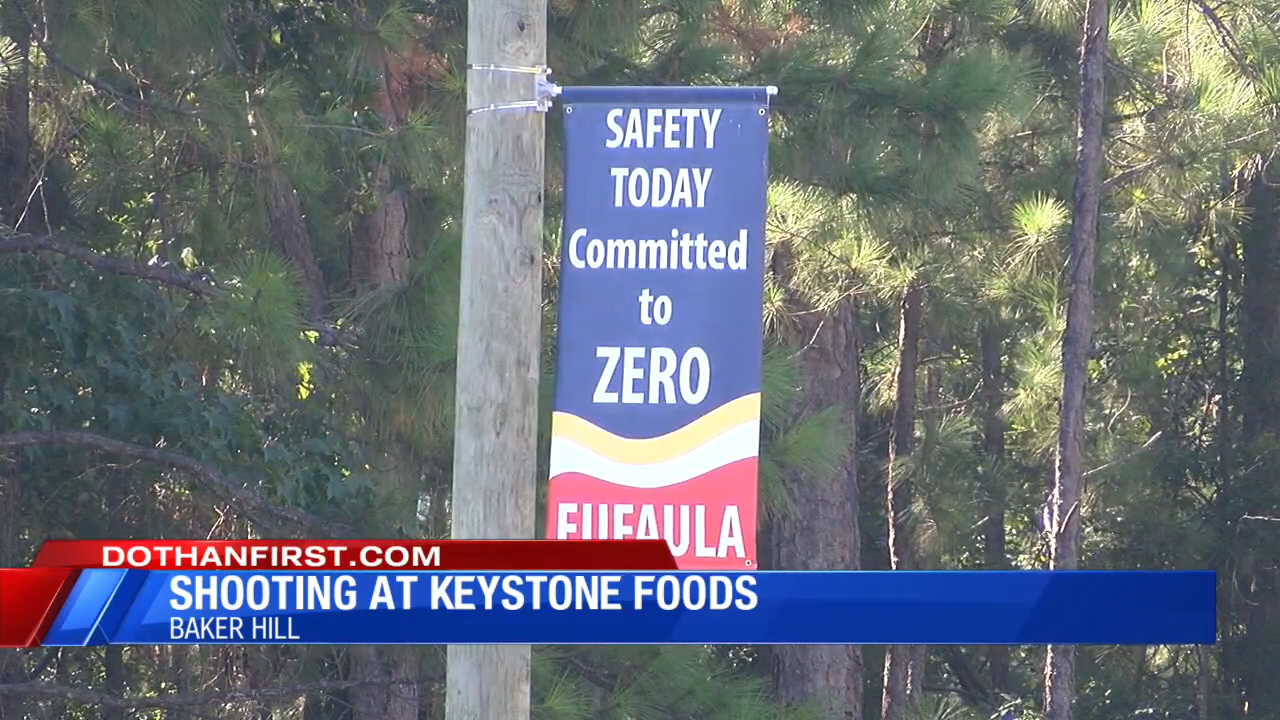 SAFETY
TODAY
Committed
to
ZERO
EUFAULA
DOTHANFIRST.COM
SHOOTING AT KEYSTONE FOODS
BAKER HILL